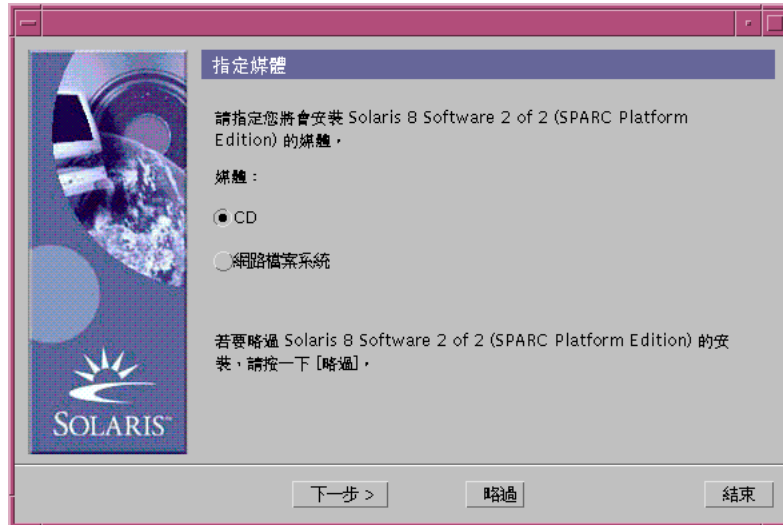 指定媒體
請指定您將會安裝 Solaris 8 Software 2 of 2 (SPARC Platform
Edition) 的媒體，
媒體：
CD
網路檔案系統
若要略過 Solaris 8 Software 2 of 2 (SPARC Platform Edition) 的安
裝，請按一下 [略過]，
SOLARIS™
下一步 >
略過
結束